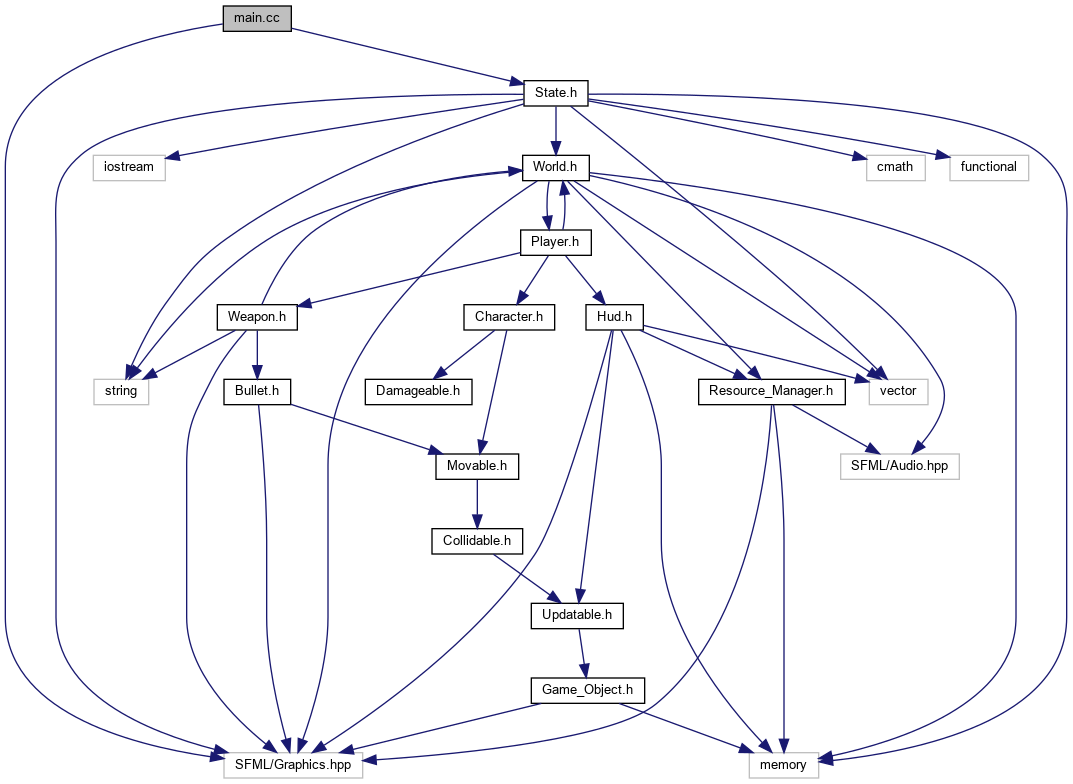 main.cc
State.h
iostream
World.h
cmath
functional
Player.h
Weapon.h
Character.h
Hud.h
string
Bullet.h
Damageable.h
Resource_Manager.h
vector
Movable.h
SFML/Audio.hpp
Collidable.h
Updatable.h
Game_Object.h
SFML/Graphics.hpp
memory